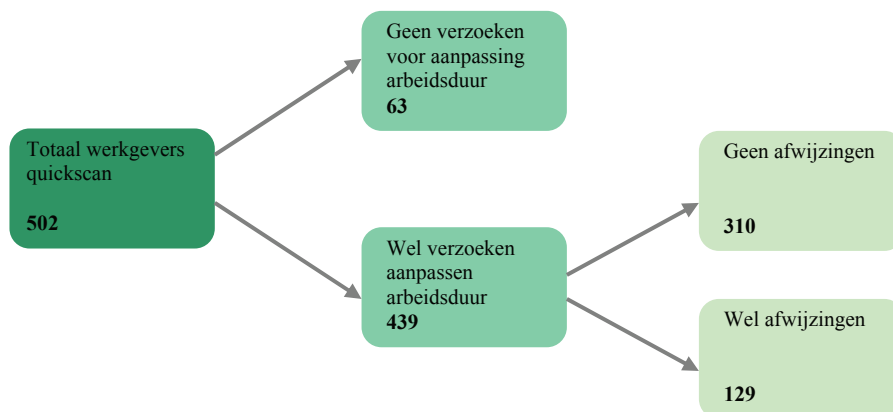 Totaal werkgevers
quickscan
502
Geen verzoeken
voor aanpassing
arbeidsduur
63
Wel verzoeken
aanpassen
arbeidsduur
439
Geen afwijzingen
310
Wel afwijzingen
129